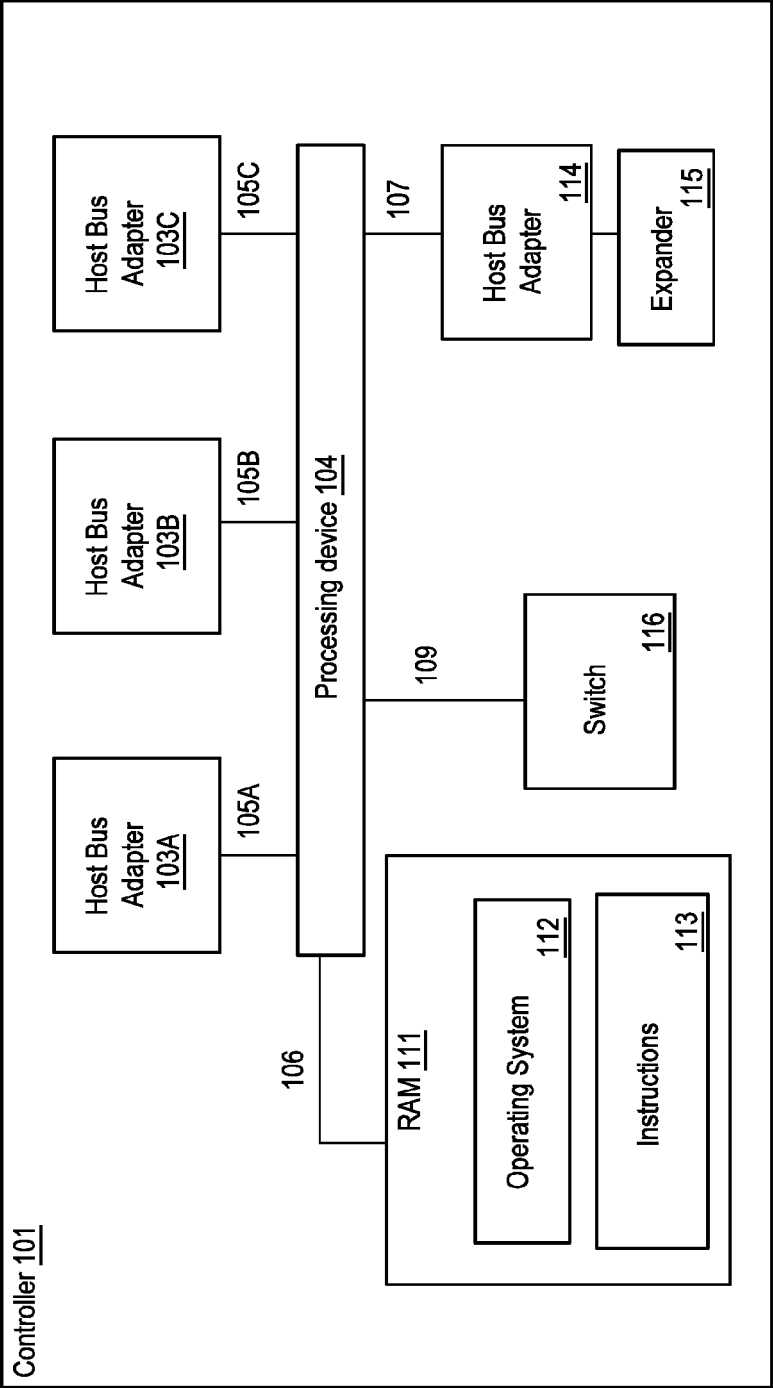 Controller 101
Host Bus
Adapter
103A
Host Bus
Adapter
103B
Host Bus
Adapter
103C
105A
105B
105C
106
Processing device 104
107
109
RAM 111
Operating System
112
Instructions
113
Switch
116
Host Bus
Adapter
114
Expander
115